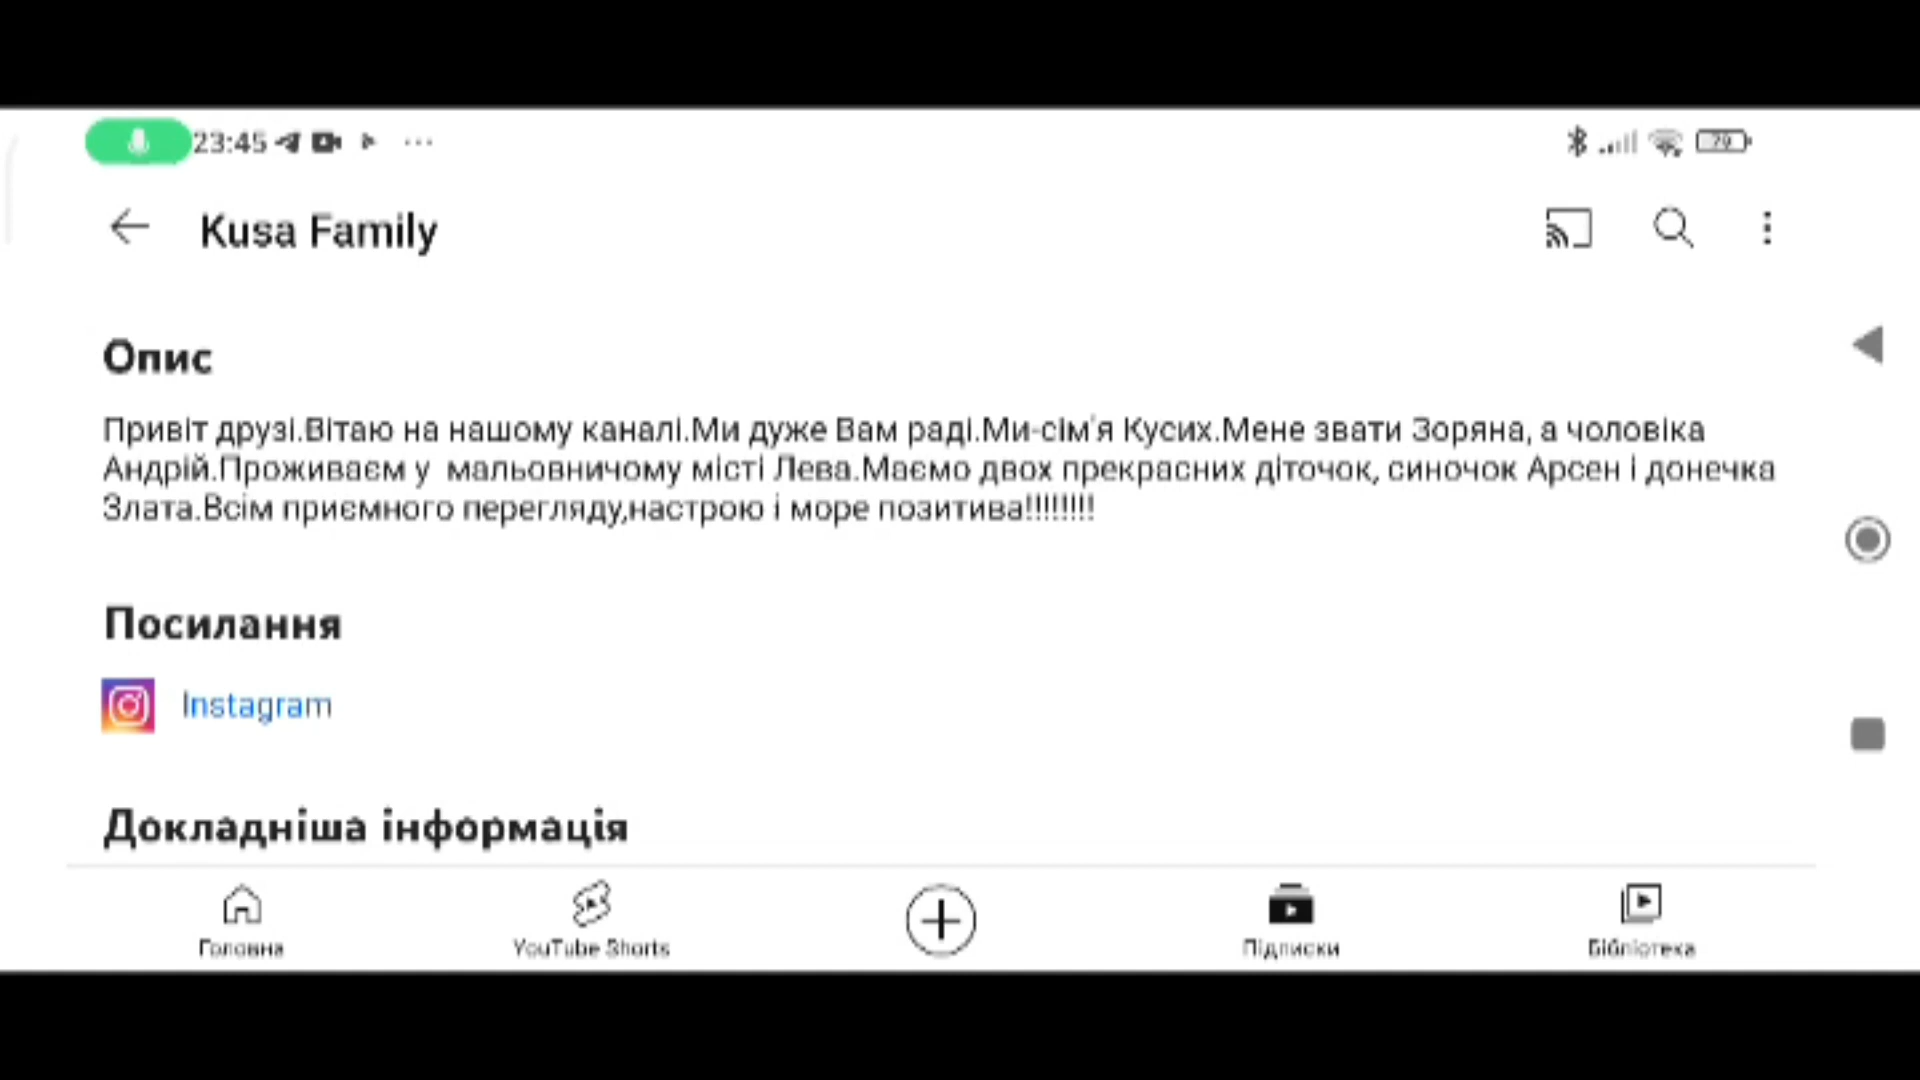 23:45
79
Kusa Family
Опис
Привіт друзі.Вітаю на нашому каналі.Ми дуже Вам раді.Ми-сім'я Кусих.Мене звати Зоряна, а чоловіка
Андрій.Проживаєм у  мальовничому місті Лева.Маємо двох прекрасних діточок, синочок Арсен і донечка
Злата.Всім приємного перегляду,настрою і море позитива!!!!!!!!
Посилання
Instagram
Докладніша інформація
Головна
YouTube Shorts
Підписки
Бібліотека